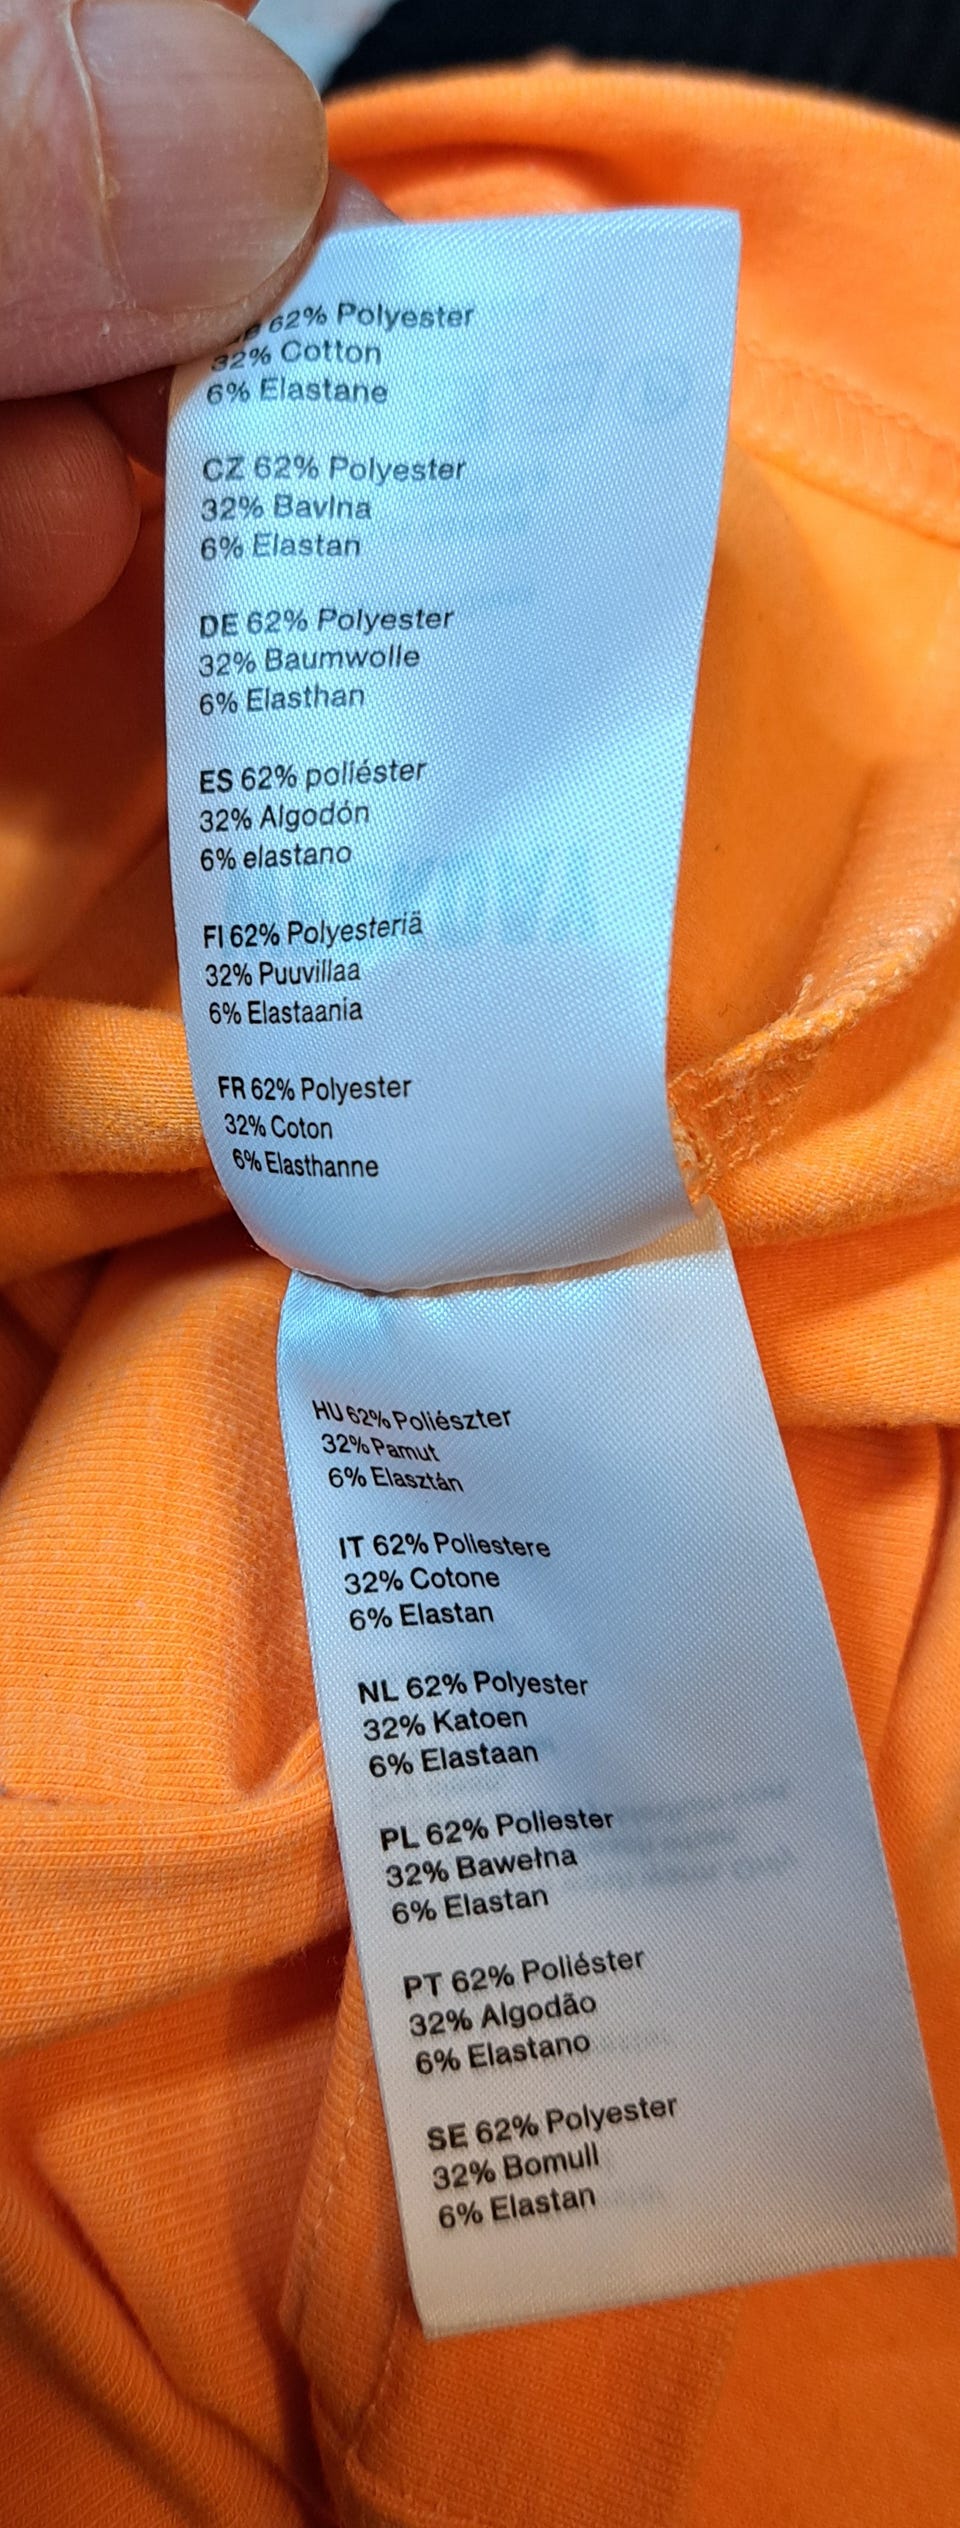 62% Polyester
32% Cotton
6% Elastane
CZ 62% Polyester
32% Bavlna
6% Elastan
DE 62% Polyester
32% Baumwolle
6% Elasthan
ES 62% poliéster
32% Algodón
6% elastano
FI 62% Polyesteriä
32% Puuvillaa
6% Elastaania
FR 62% Polyester
32% Coton
6% Elasthanne
HU 62% Poliészter
32% Pamut
6% Elasztán
IT 62% Poliestere
32% Cotone
6% Elastan
NL 62% Polyester
32% Katoen
6% Elastaan
PL 62% Poliester
32% Bawełna
6% Elastan
PT 62% Poliéster
32% Algodão
6% Elastano
SE 62% Polyester
32% Bomull
6% Elastan